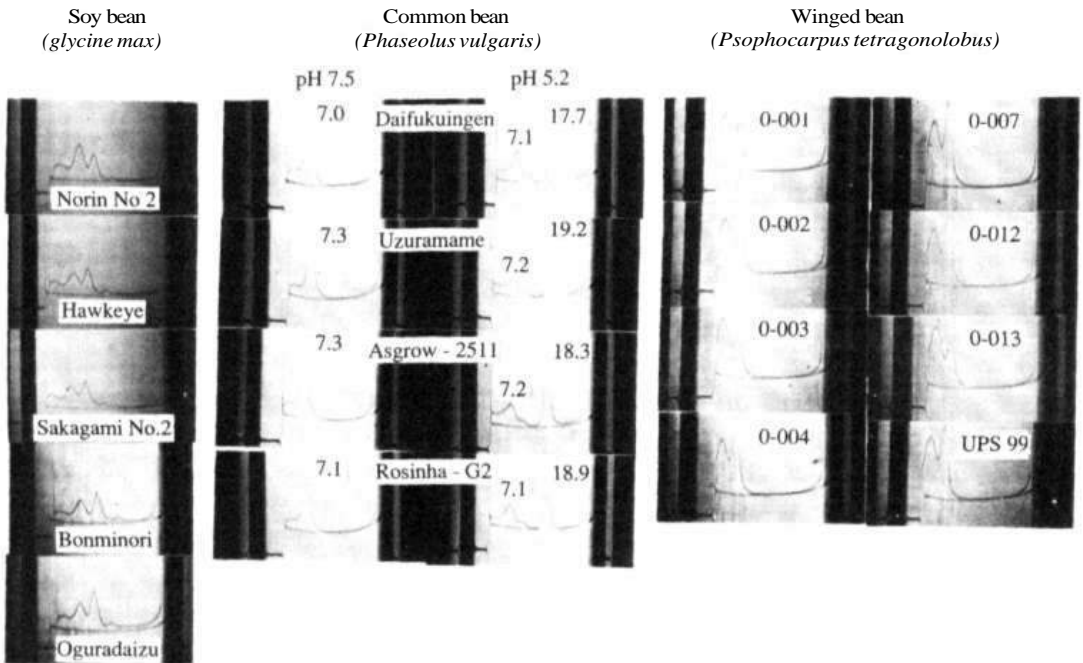 Soy bean
(glycine max)
Norin No 2
Hawkeye
Sakagami No.2
Bonminori
Oguradaizu
Common bean
(Phaseolus vulgaris)
pH 7.5
pH 5.2
7.0
Daifukuingen
7.1
17.7
7.3
Uzuramame
7.2
19.2
7.3
Asgrow - 2511
7.2
18.3
7.1
Rosinha - G2
7.1
18.9
Winged bean
(Psophocarpus tetragonolobus)
0-001
0-007
0-002
0-012
0-003
0-013
0-004
UPS 99